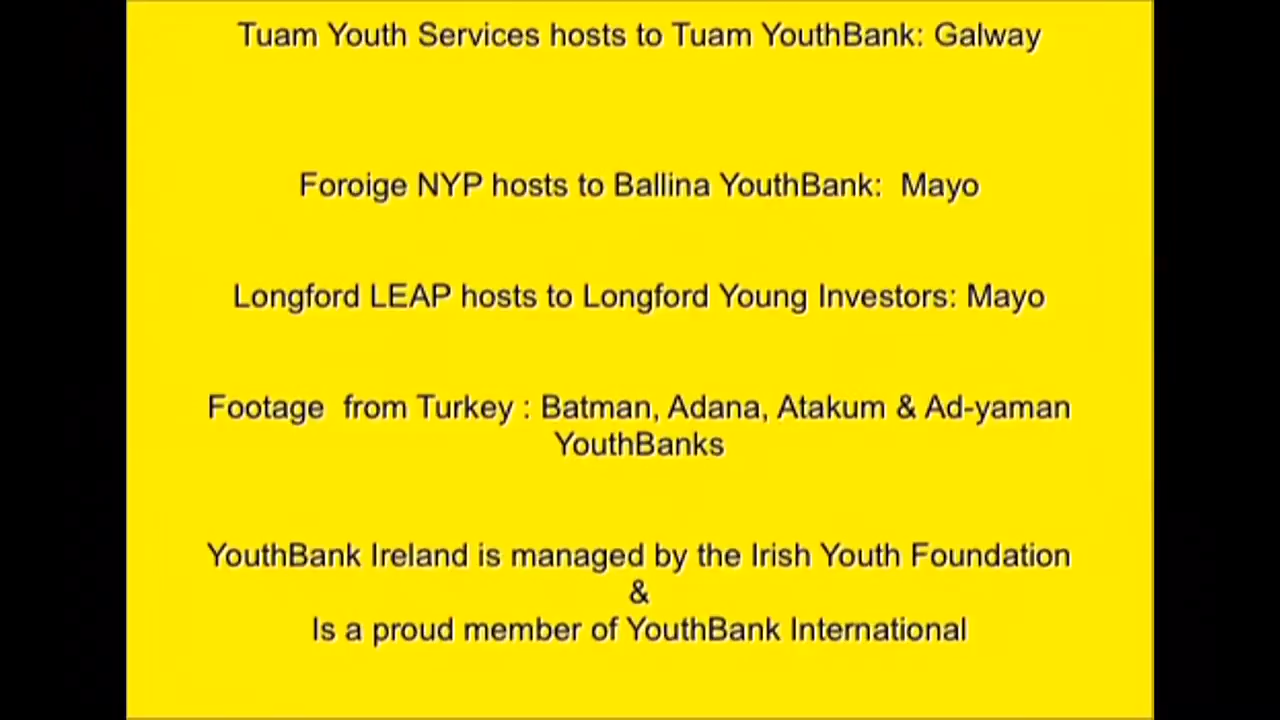 Tuam Youth Services hosts to Tuam YouthBank: Galway
Foroige NYP hosts to Ballina YouthBank:  Mayo
Longford LEAP hosts to Longford Young Investors: Mayo
Footage  from Turkey : Batman, Adana, Atakum & Ad-yaman
YouthBanks
YouthBank Ireland is managed by the Irish Youth Foundation
&
Is a proud member of YouthBank International